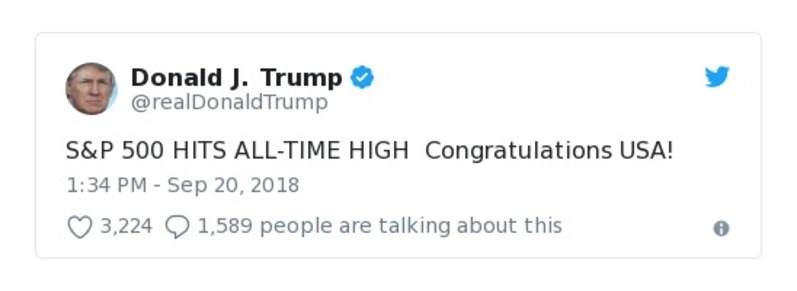 Donald J. Trump
@realDonaldTrump
S&P 500 HITS ALL-TIME HIGH  Congratulations USA!
1:34 PM - Sep 20, 2018
3,224 1,589 people are talking about this